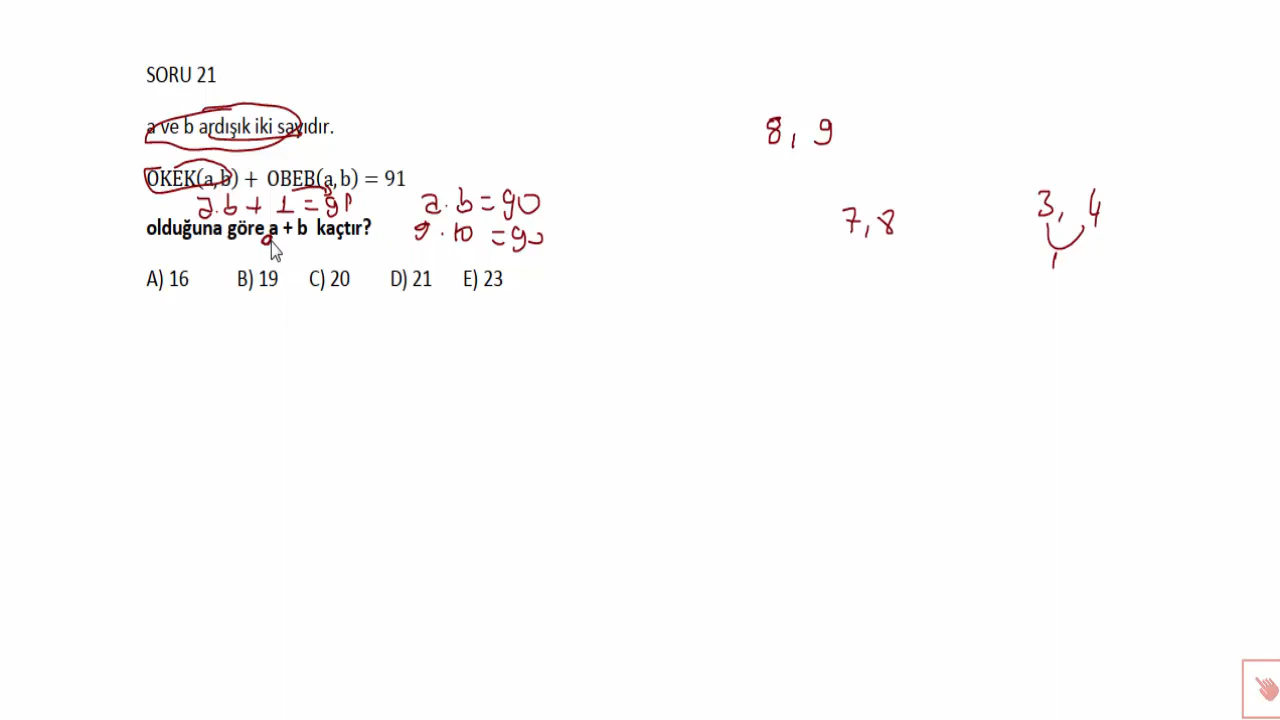 SORU 21
a ve b ardışık iki sayıdır.
OKEK(a,b) + OBEB(a,b) = 91
a.b + 1 = 91
olduğuna göre a + b kaçtır?
9
A) 16 B) 19 C) 20 D) 21 E) 23
a.b = 90
9.10 = 90
8, 9
7, 8
3, 4
1